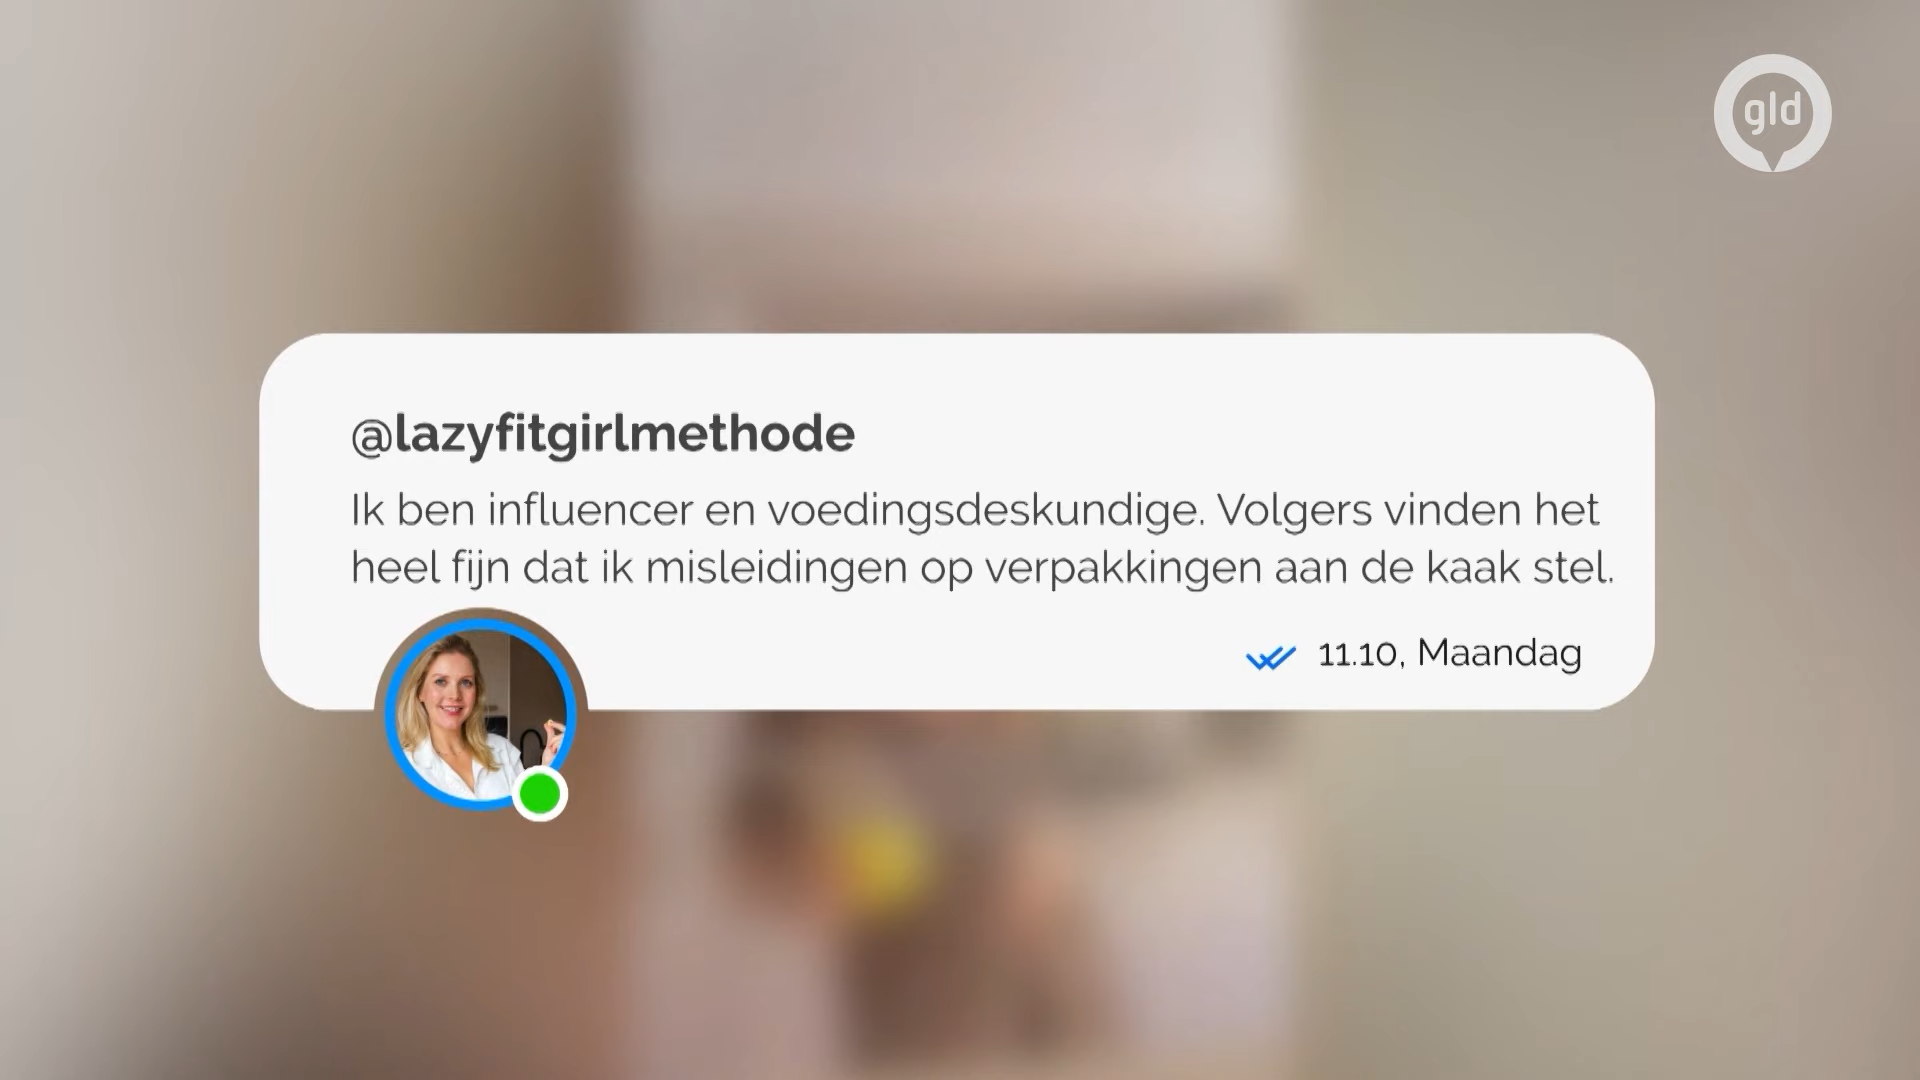 gld
@lazyfitgirlmethode
Ik ben influencer en voedingsdeskundige. Volgers vinden het
heel fijn dat ik misleidingen op verpakkingen aan de kaak stel.
11.10, Maandag